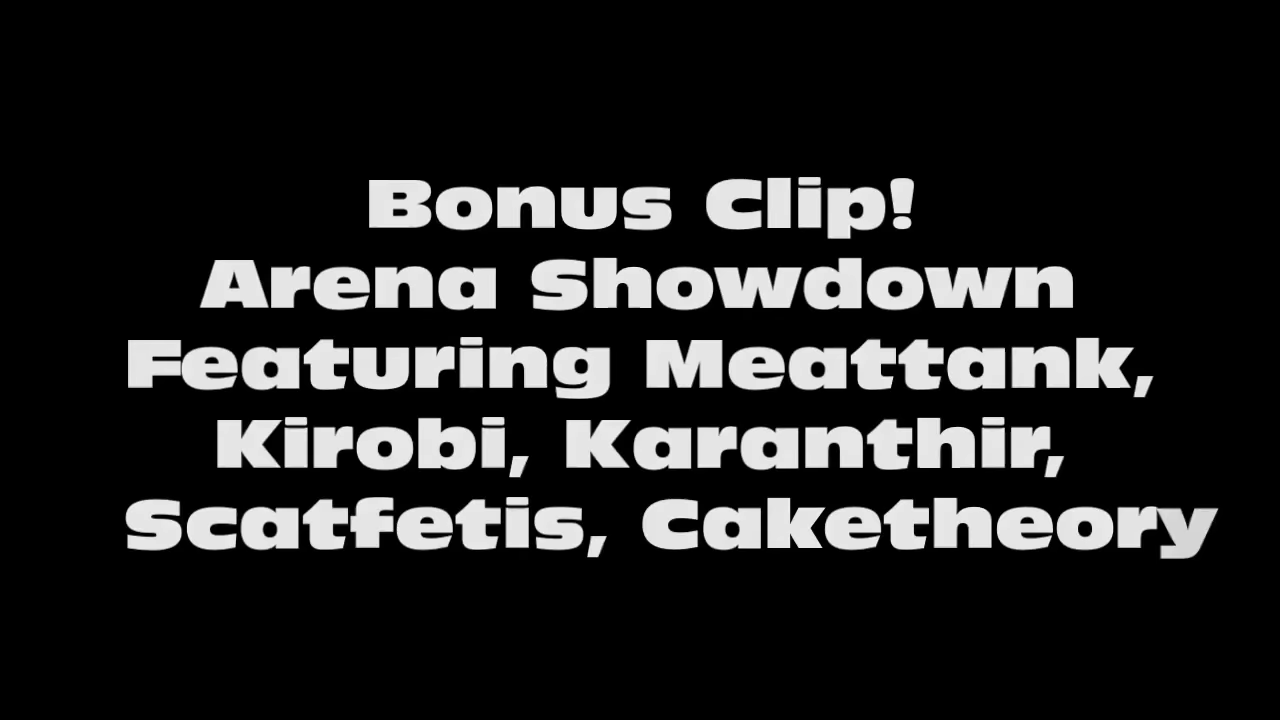 Bonus Clip!
Arena Showdown
Featuring Meattank,
Kirobi, Karanthir,
Scatfetis, Caketheory